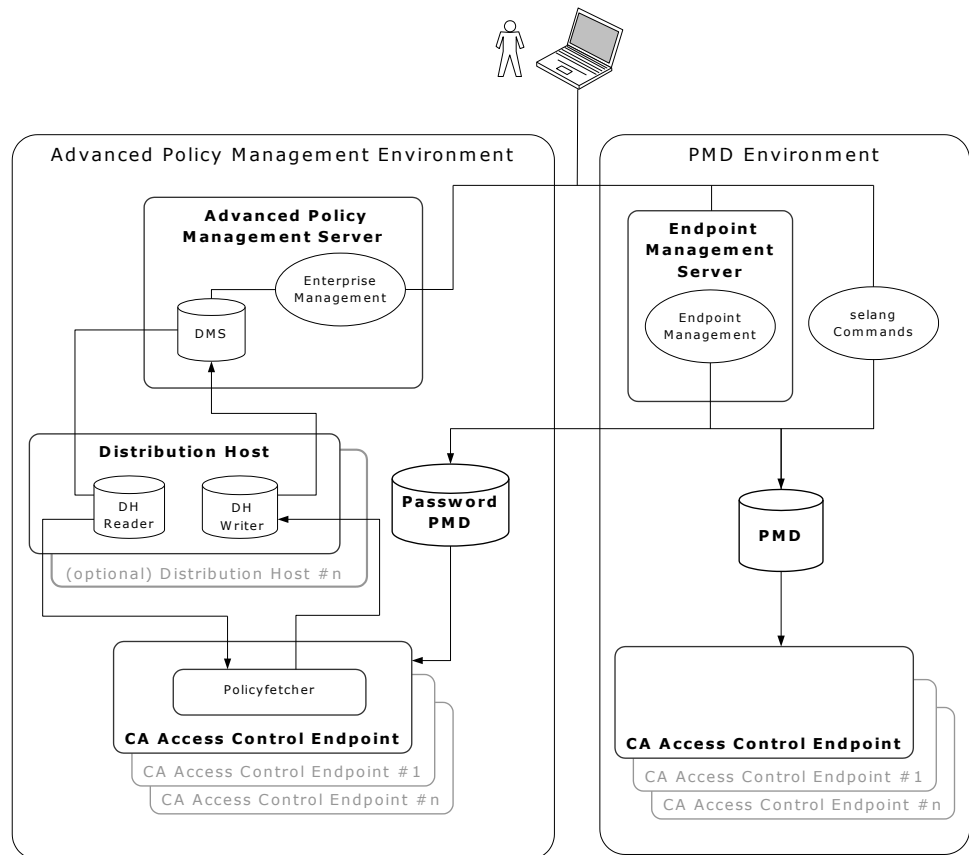 Advanced Policy Management Environment
PMD Environment
Advanced Policy
Management Server
Enterprise
Management
DMS
Endpoint
Management
Server
Endpoint
Management
selang
Commands
Distribution Host
DH
Reader
DH
Writer
(optional) Distribution Host #n
Password
PMD
PMD
Policyfetcher
CA Access Control Endpoint
CA Access Control Endpoint #1
CA Access Control Endpoint #n
CA Access Control Endpoint
CA Access Control Endpoint #1
CA Access Control Endpoint #n